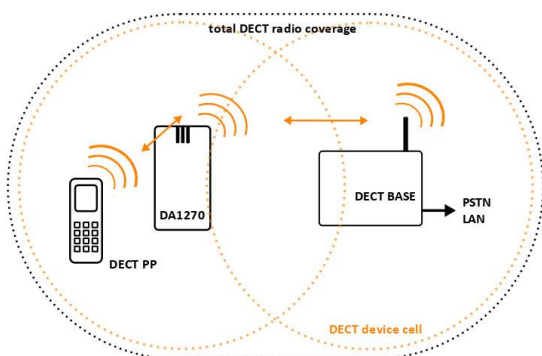 total DECT radio coverage
DA1270
DECT BASE
PSTN
LAN
DECT PP
DECT device cell